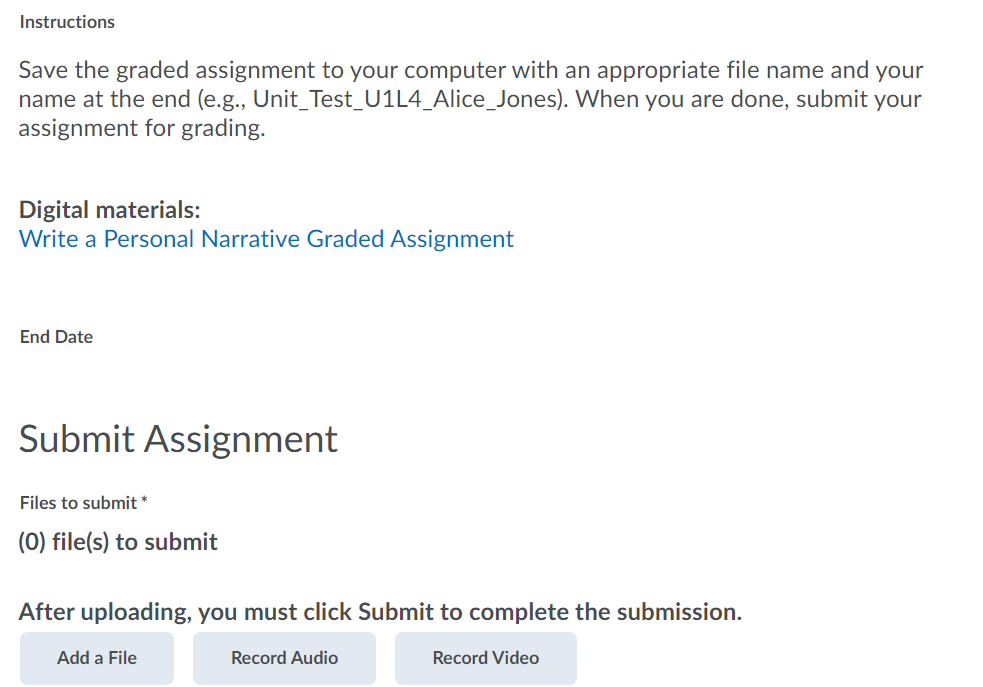 Instructions
Save the graded assignment to your computer with an appropriate file name and your
name at the end (e.g., Unit_Test_U1L4_Alice_Jones). When you are done, submit your
assignment for grading.
Digital materials:
Write a Personal Narrative Graded Assignment
End Date
Submit Assignment
Files to submit *
(0) file(s) to submit
After uploading, you must click Submit to complete the submission.
Add a File
Record Audio
Record Video